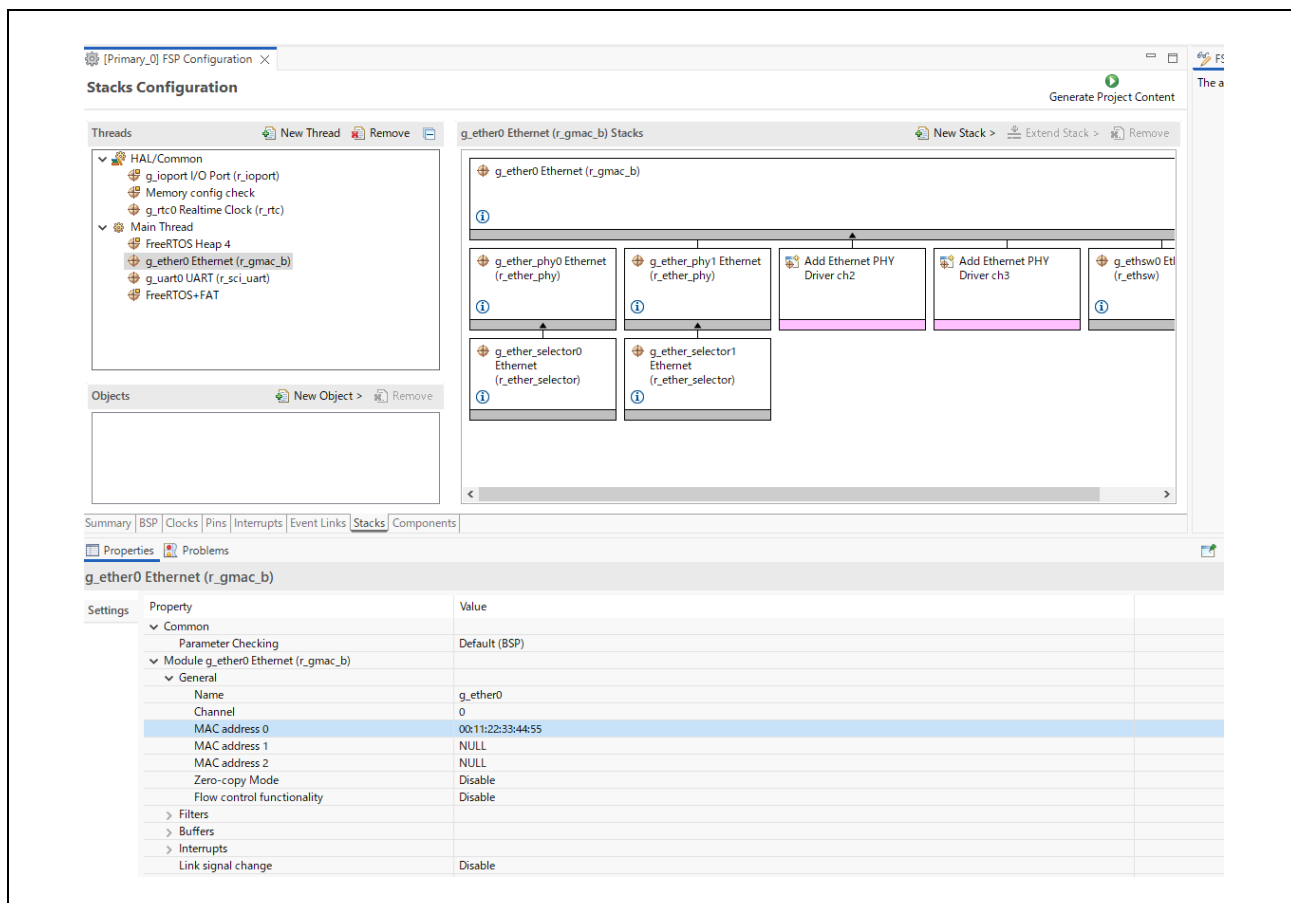 [Primary_0] FSP Configuration
FS
Stacks Configuration
Generate Project Content
The a
Threads
New Thread
Remove
g_ether0 Ethernet (r_gmac_b) Stacks
New Stack >
Extend Stack >
Remove
HAL/Common
g_ioport I/O Port (r_ioport)
Memory config check
g_rtc0 Realtime Clock (r_rtc)
Main Thread
FreeRTOS Heap 4
g_ether0 Ethernet (r_gmac_b)
g_uart0 UART (r_sci_uart)
FreeRTOS+FAT
g_ether0 Ethernet (r_gmac_b)
g_ether_phy0 Ethernet
(r_ether_phy)
g_ether_phy1 Ethernet
(r_ether_phy)
Add Ethernet PHY
Driver ch2
Add Ethernet PHY
Driver ch3
g_ethsw0 Etl
(r_ethsw)
g_ether_selector0
Ethernet
(r_ether_selector)
g_ether_selector1
Ethernet
(r_ether_selector)
Objects
New Object >
Remove
Summary BSP Clocks Pins Interrupts Event Links Stacks Components
Properties Problems
g_ether0 Ethernet (r_gmac_b)
Settings
Property Value
Common
Parameter Checking Default (BSP)
Module g_ether0 Ethernet (r_gmac_b)
General
Name g_ether0
Channel 0
MAC address 0 00:11:22:33:44:55
MAC address 1 NULL
MAC address 2 NULL
Zero-copy Mode Disable
Flow control functionality Disable
Filters
Buffers
Interrupts
Link signal change Disable